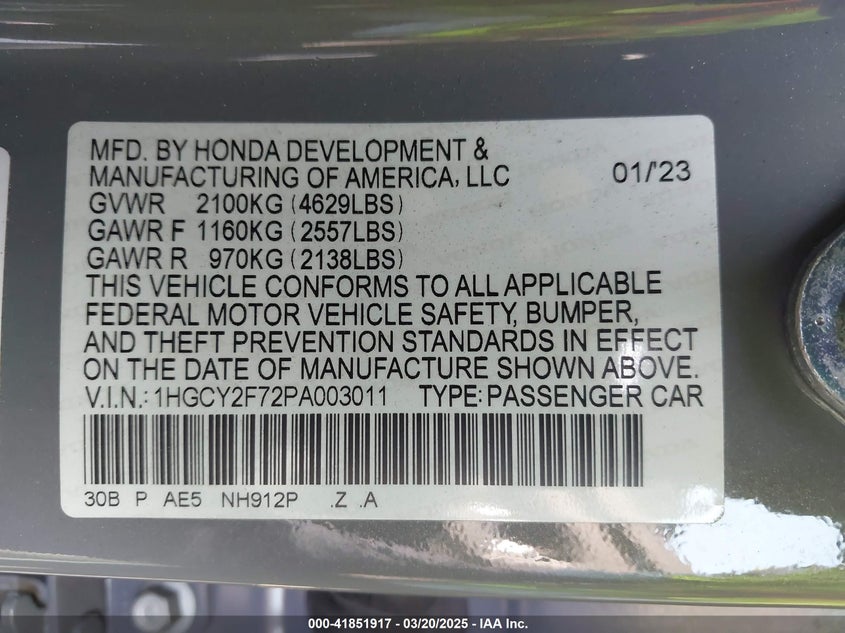 MFD. BY HONDA DEVELOPMENT &
MANUFACTURING OF AMERICA, LLC 01/'23
GVWR 2100KG (4629LBS)
GAWR F 1160KG (2557LBS)
GAWR R 970KG (2138LBS)
THIS VEHICLE CONFORMS TO ALL APPLICABLE
FEDERAL MOTOR VEHICLE SAFETY, BUMPER,
AND THEFT PREVENTION STANDARDS IN EFFECT
ON THE DATE OF MANUFACTURE SHOWN ABOVE.
V.I.N.: 1HGCY2F72PA003011 TYPE: PASSENGER CAR
30B P AE5 NH912P .Z .A
000-41851917 - 03/20/2025 - IAA Inc.